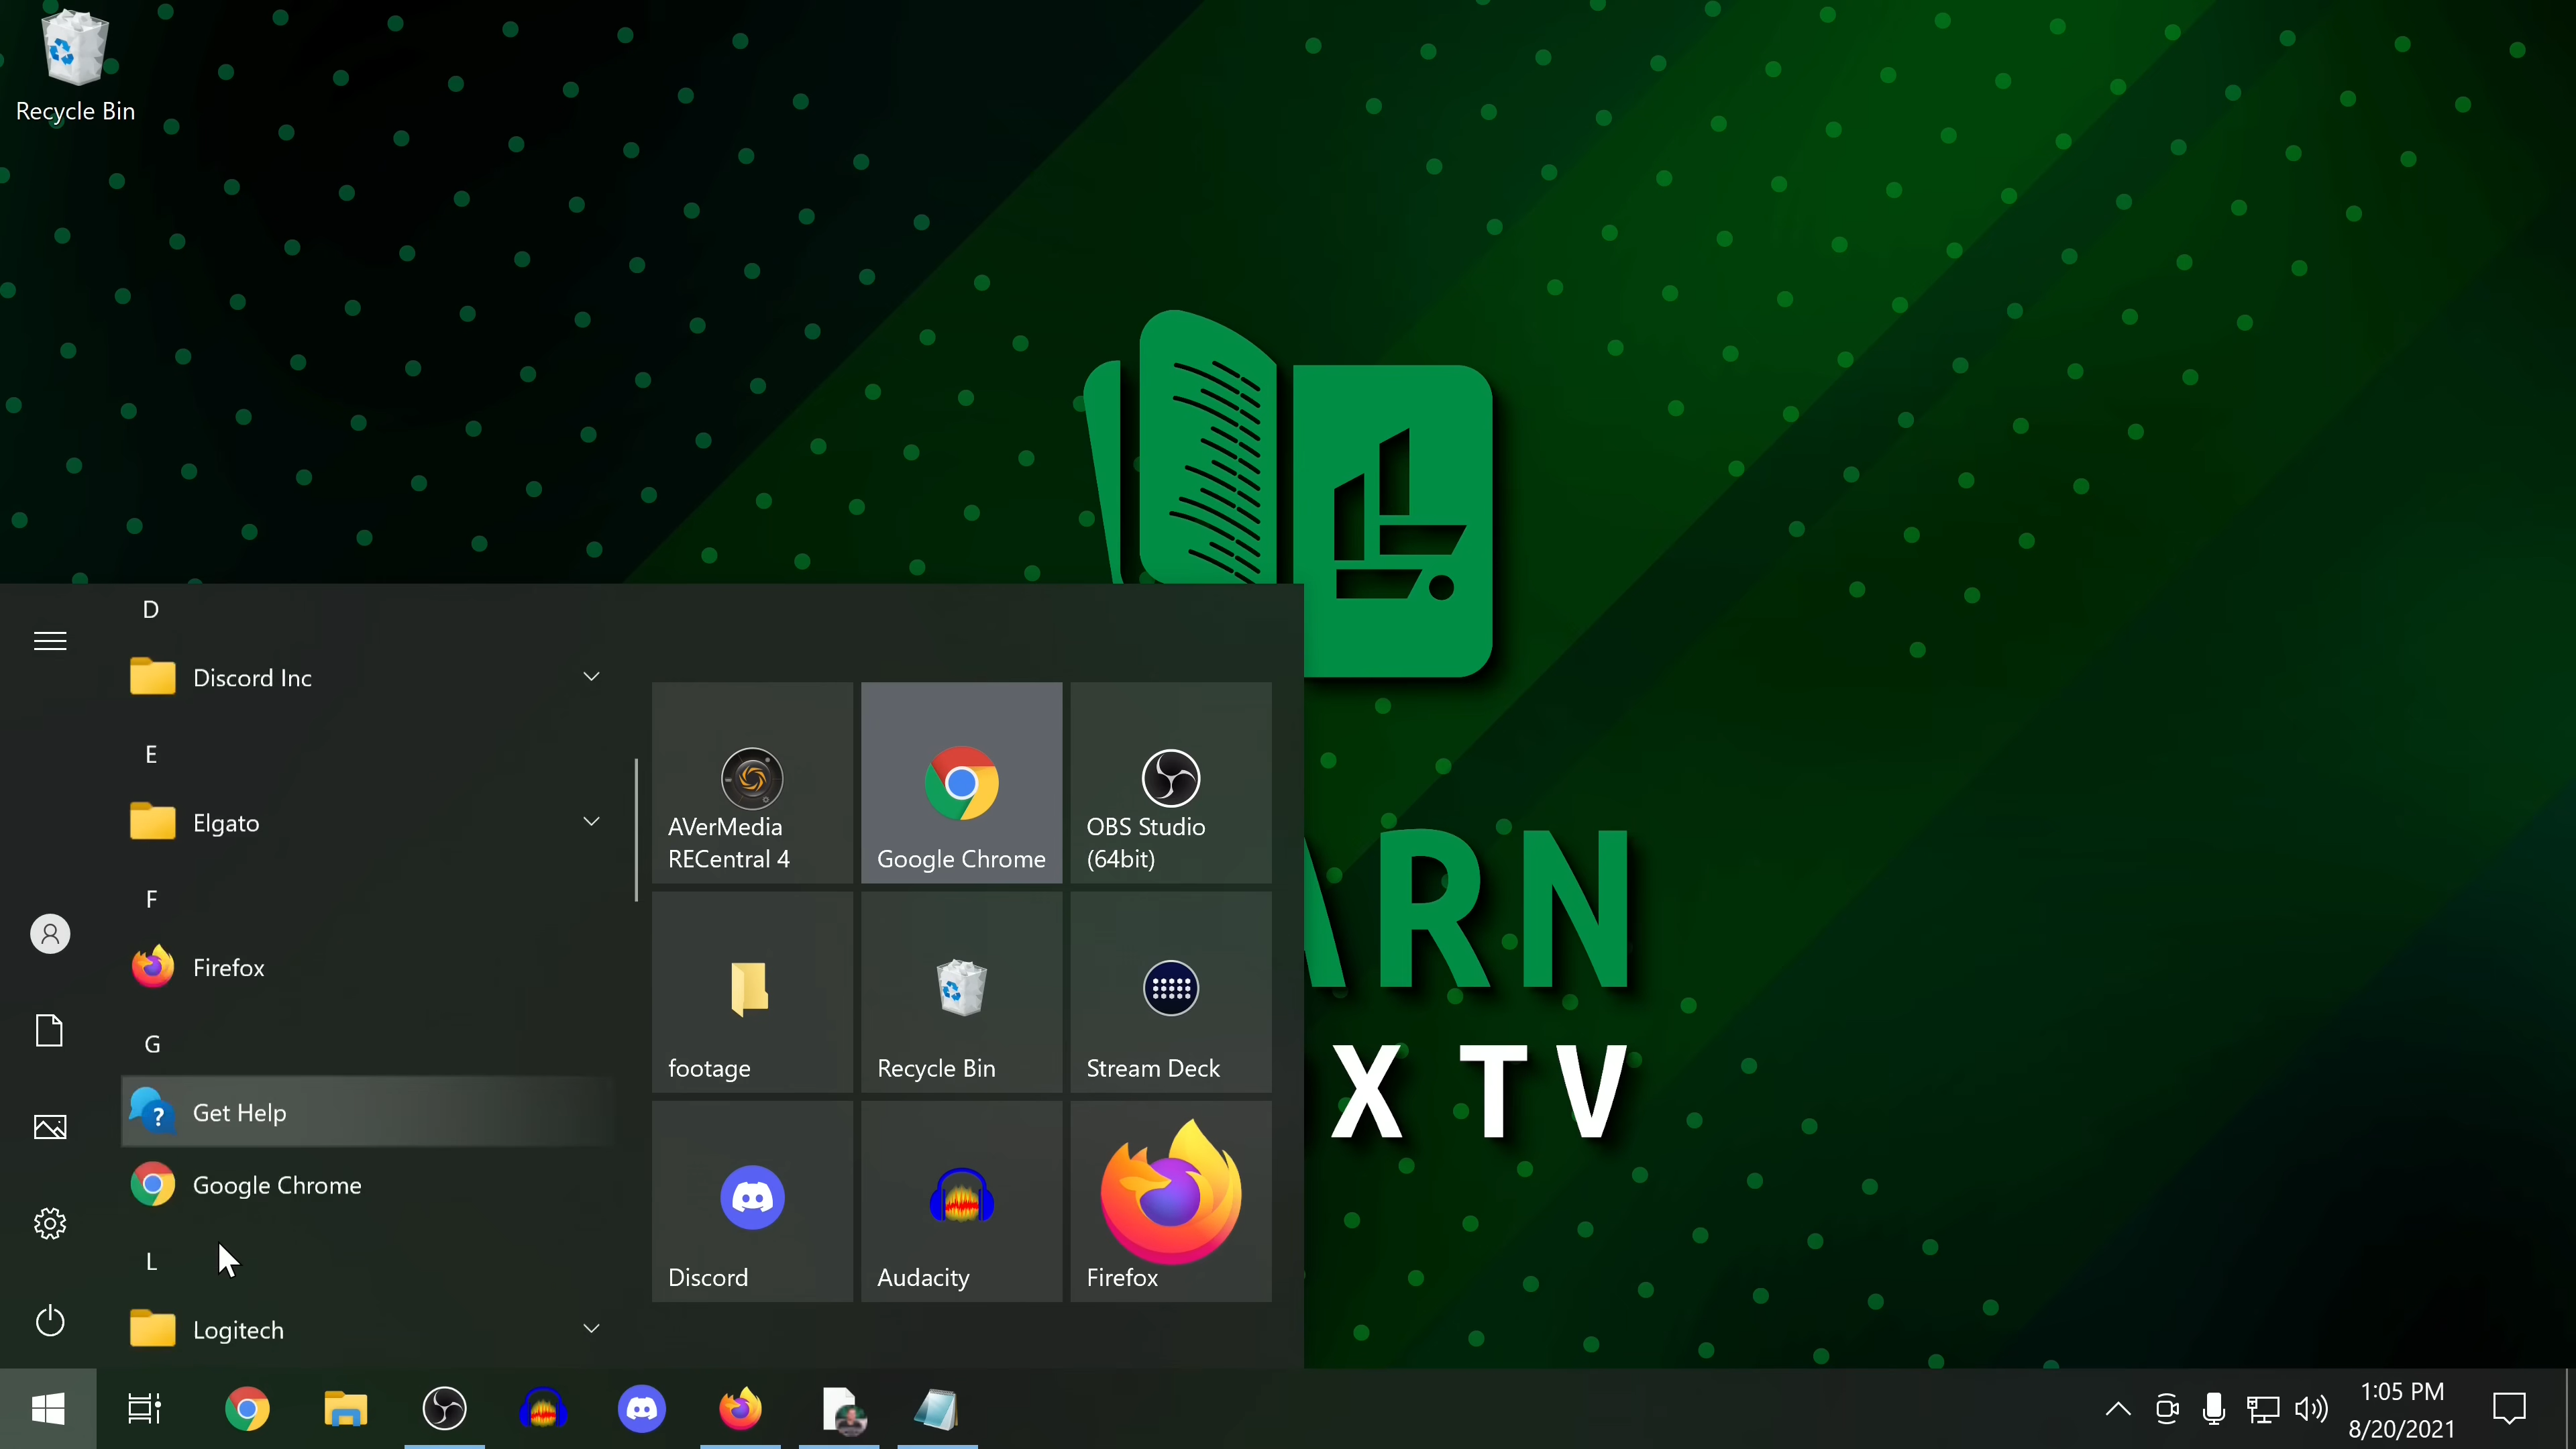 Recycle Bin
D
Discord Inc
E
Elgato
F
Firefox
G
Get Help
Google Chrome
L
Logitech
AVerMedia
RECentral 4
Google Chrome
OBS Studio
(64bit)
footage
Recycle Bin
Stream Deck
Discord
Audacity
Firefox
ARN
X TV
1:05 PM
8/20/2021